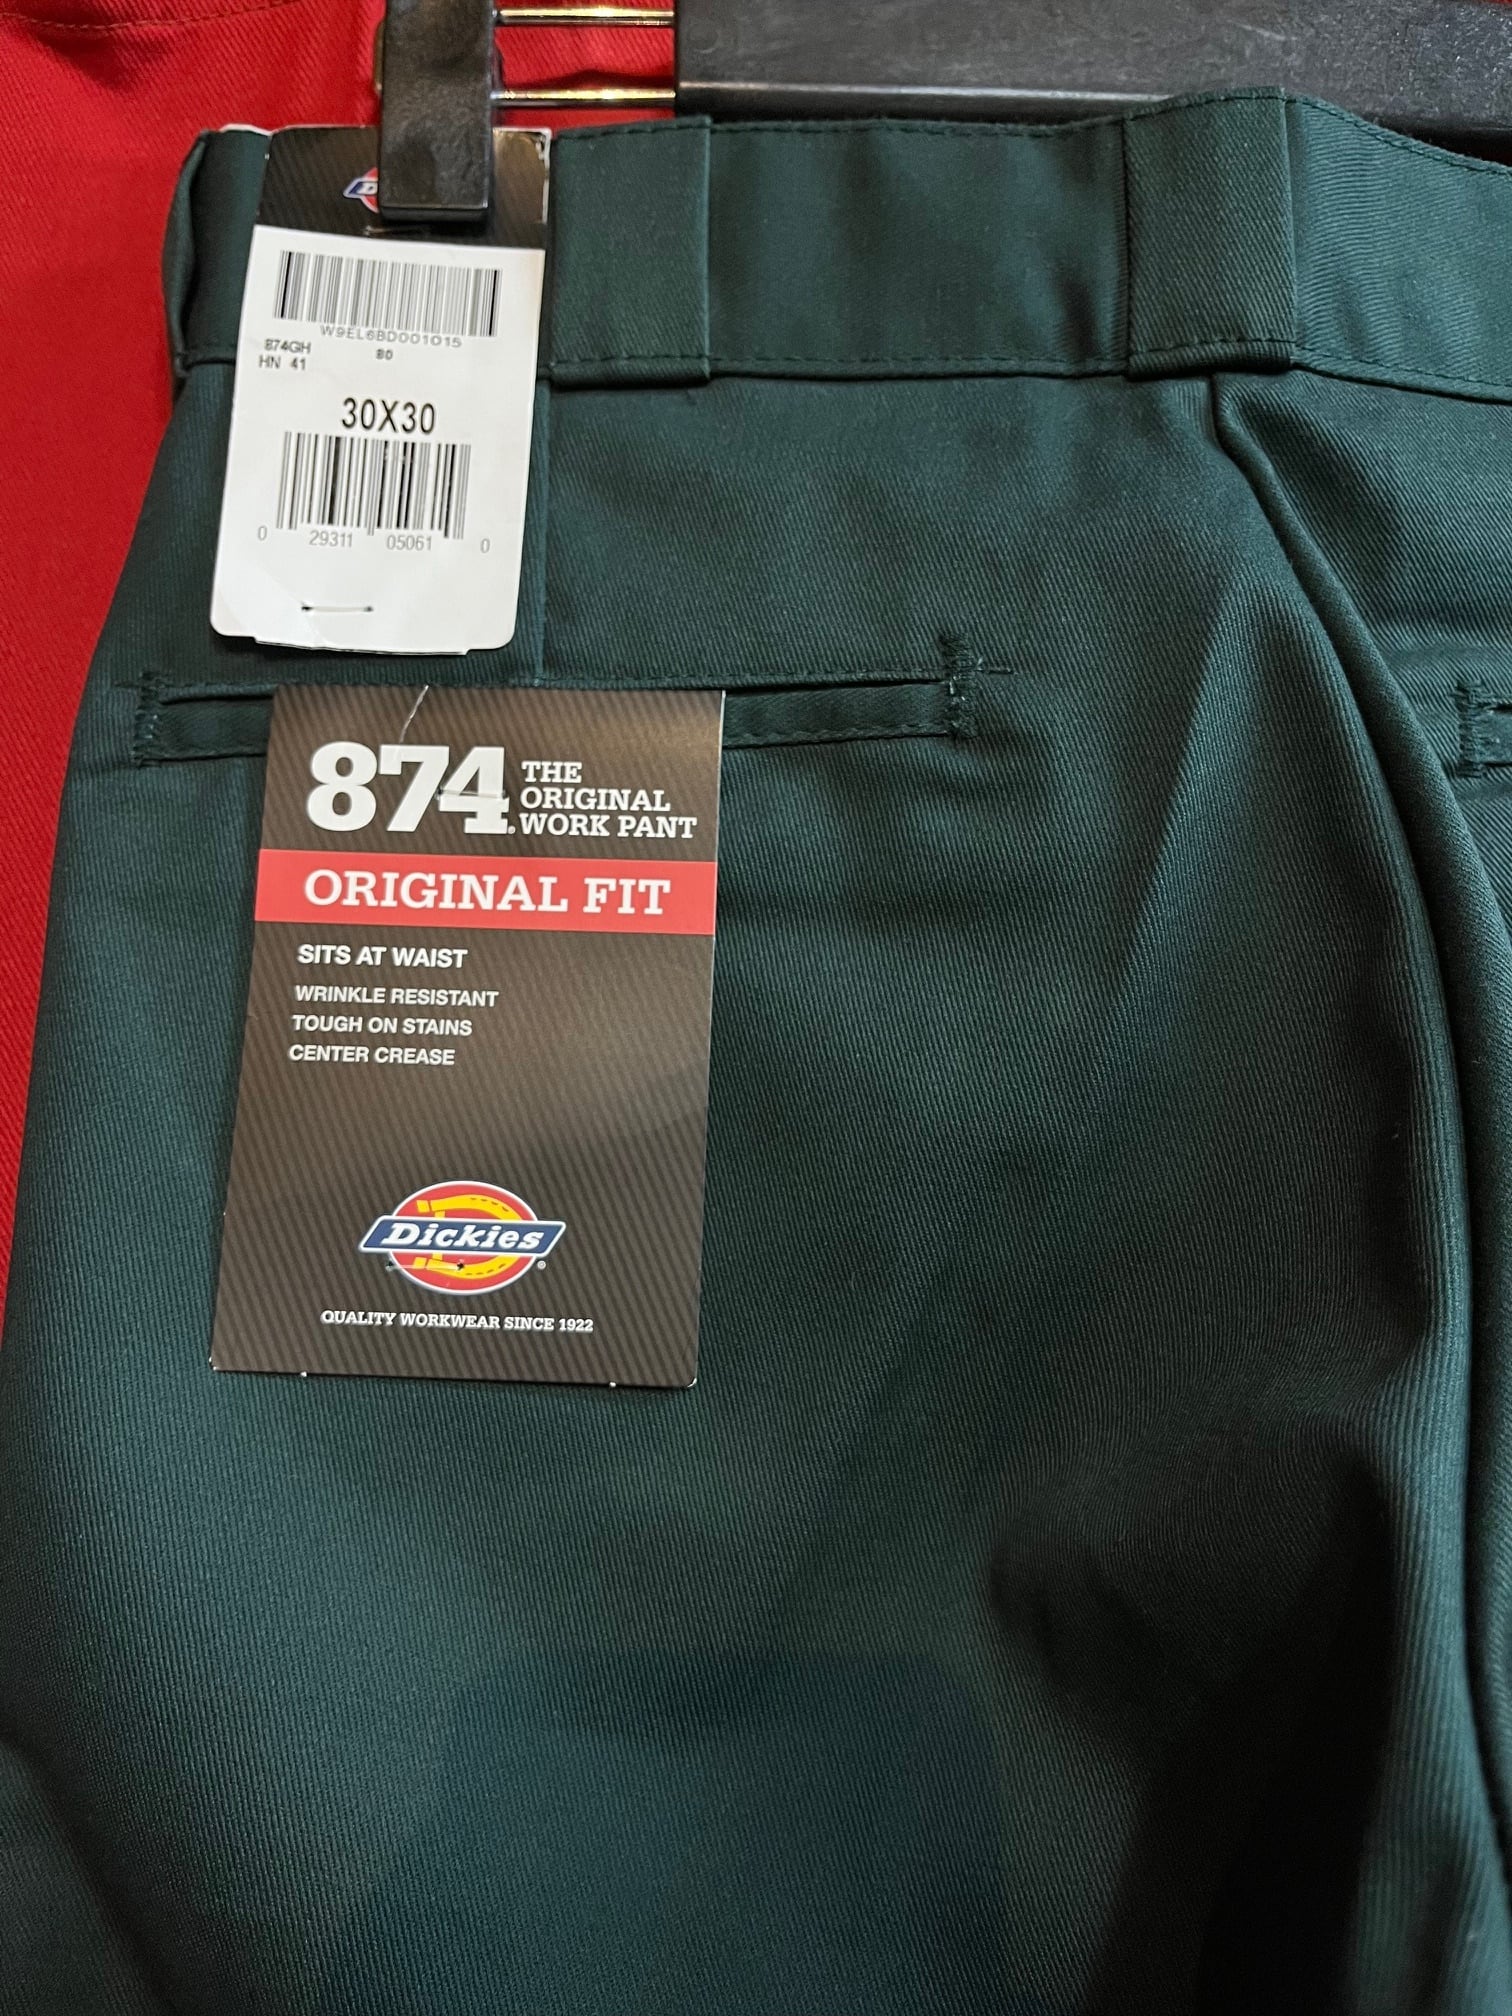 W9EL6BD001015
874GH
80
HN 41
30X30
0 29311 05061 0
874® THE
ORIGINAL
WORK PANT
ORIGINAL FIT
SITS AT WAIST
WRINKLE RESISTANT
TOUGH ON STAINS
CENTER CREASE
Dickies®
QUALITY WORKWEAR SINCE 1922